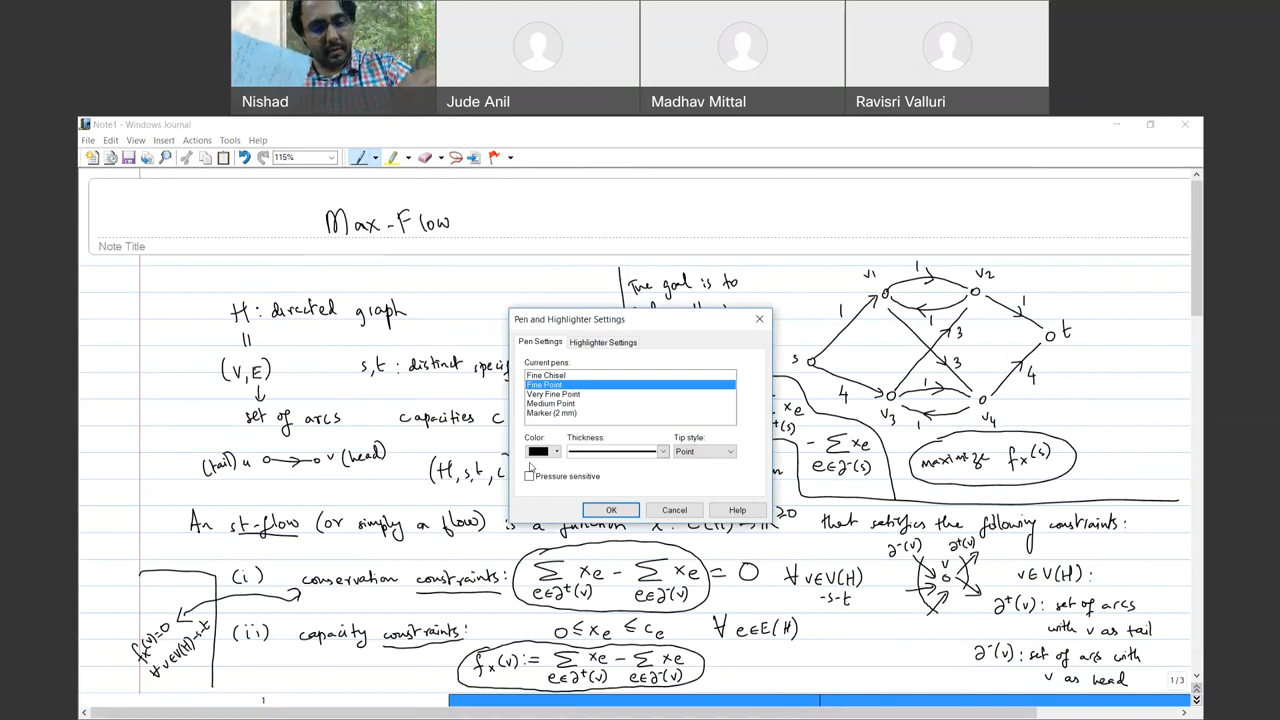 Nishad
Jude Anil
Madhav Mittal
Ravisri Valluri
Note1 - Windows Journal
File Edit View Insert Actions Tools Help
115%
Max-Flow
Note Title
H: directed graph
=
(V,E)
s,t : distinct
set of arcs
capacities c
(tail) u v (head)
(H,s,t,c
The goal is to
Pen and Highlighter Settings
Pen Settings Highlighter Settings
Current pens:
Fine Chisel
Fine Point
Very Fine Point
Medium Point
Marker (2 mm)
Color: Thickness: Tip style:
Point
Pressure sensitive
OK Cancel Help
xe
+(s)
- Σ xe
e∈∂-(s)
1
v1
v2
1
1
t
1
3
s
3
4
4
1
v3
1
v4
maximize fx(s)
An st-flow (or simply a flow) is a function x: E(H)→R≥0 that satisfies the following constraints:
(i) conservation constraints: Σ xe - Σ xe = 0 ∀ v∈V(H)
e∈∂+(v) e∈∂-(v) -s-t
(ii) capacity constraints: 0 ≤ xe ≤ ce ∀ e∈E(H)
fx(v) := Σ xe - Σ xe
e∈∂+(v) e∈∂-(v)
fx(v)=0
∀ v∈V(H)-s-t
∂-(v) ∂+(v)
v
v∈V(H):
∂+(v): set of arcs
with v as tail
∂-(v): set of arcs with
v as head
1/3
1